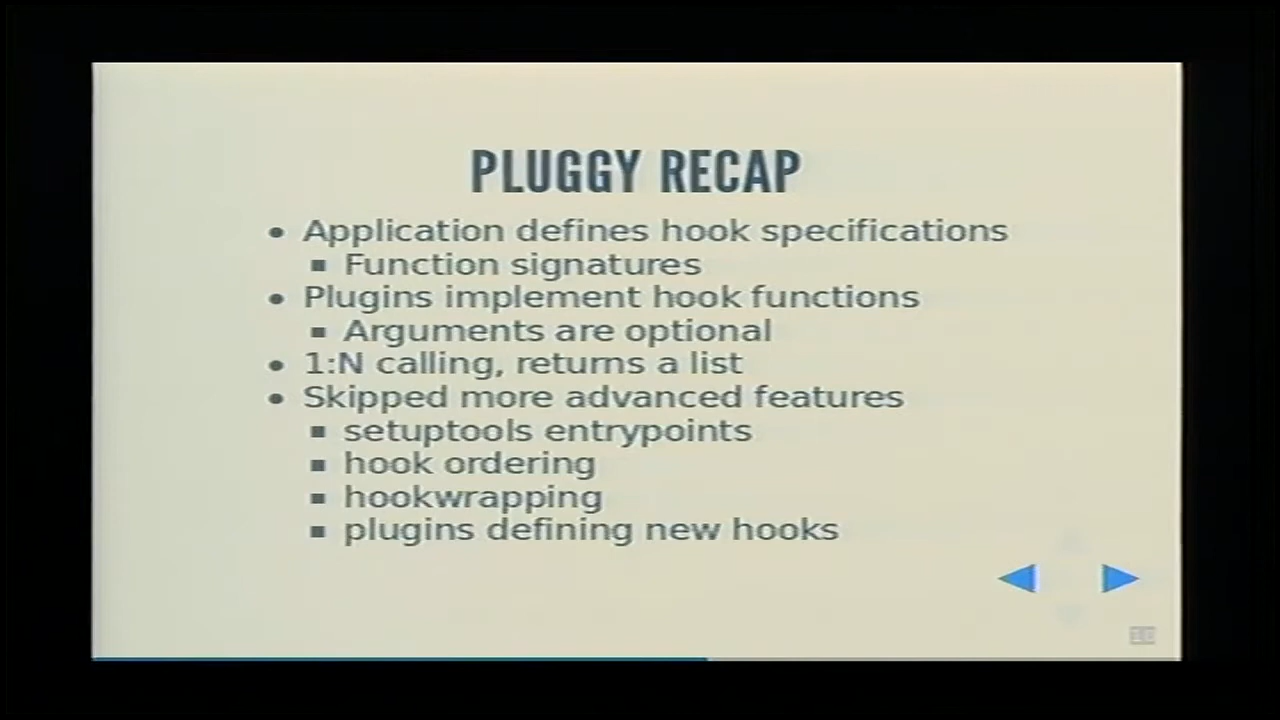 PLUGGY RECAP
Application defines hook specifications
Function signatures
Plugins implement hook functions
Arguments are optional
1:N calling, returns a list
Skipped more advanced features
setuptools entrypoints
hook ordering
hookwrapping
plugins defining new hooks